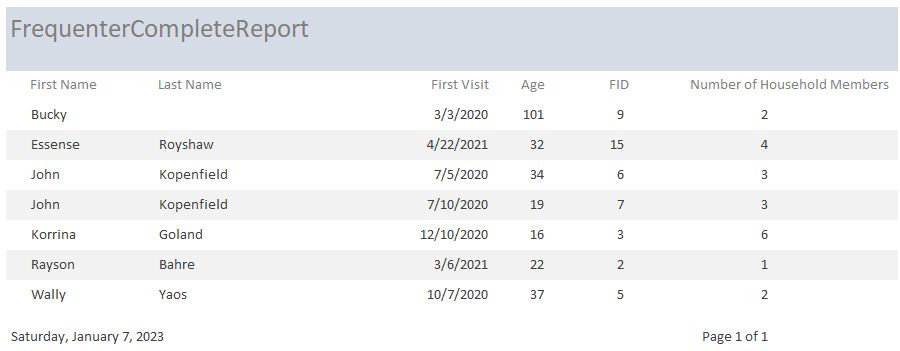 FrequenterCompleteReport
First Name Last Name First Visit Age FID Number of Household Members
Bucky 3/3/2020 101 9 2
Essense Royshaw 4/22/2021 32 15 4
John Kopenfield 7/5/2020 34 6 3
John Kopenfield 7/10/2020 19 7 3
Korrina Goland 12/10/2020 16 3 6
Rayson Bahre 3/6/2021 22 2 1
Wally Yaos 10/7/2020 37 5 2
Saturday, January 7, 2023 Page 1 of 1